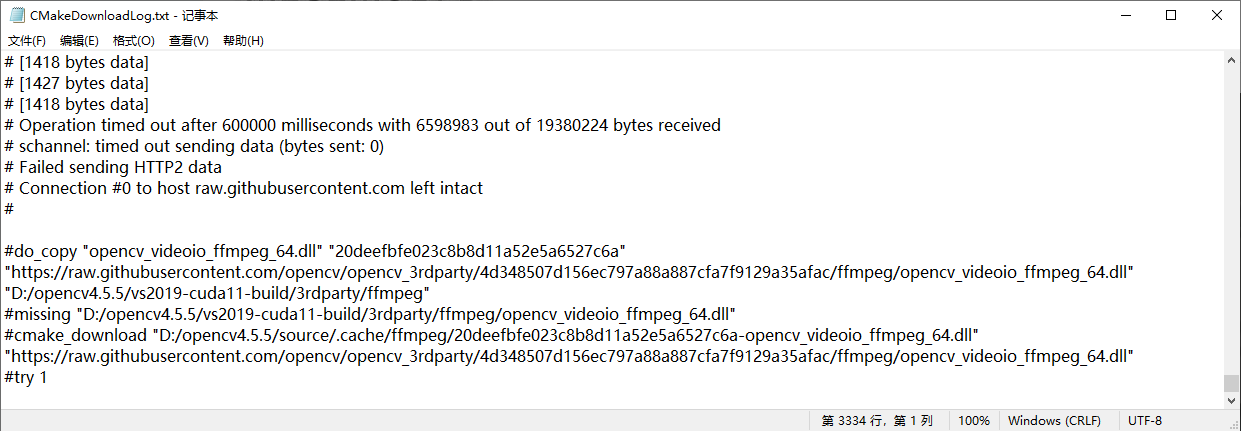 CMakeDownloadLog.txt - 记事本
文件(F) 编辑(E) 格式(O) 查看(V) 帮助(H)
# [1418 bytes data]
# [1427 bytes data]
# [1418 bytes data]
# Operation timed out after 600000 milliseconds with 6598983 out of 19380224 bytes received
# schannel: timed out sending data (bytes sent: 0)
# Failed sending HTTP2 data
# Connection #0 to host raw.githubusercontent.com left intact
#
#do_copy "opencv_videoio_ffmpeg_64.dll" "20deefbfe023c8b8d11a52e5a6527c6a"
"https://raw.githubusercontent.com/opencv/opencv_3rdparty/4d348507d156ec797a88a887cfa7f9129a35afac/ffmpeg/opencv_videoio_ffmpeg_64.dll"
"D:/opencv4.5.5/vs2019-cuda11-build/3rdparty/ffmpeg"
#missing "D:/opencv4.5.5/vs2019-cuda11-build/3rdparty/ffmpeg/opencv_videoio_ffmpeg_64.dll"
#cmake_download "D:/opencv4.5.5/source/.cache/ffmpeg/20deefbfe023c8b8d11a52e5a6527c6a-opencv_videoio_ffmpeg_64.dll"
"https://raw.githubusercontent.com/opencv/opencv_3rdparty/4d348507d156ec797a88a887cfa7f9129a35afac/ffmpeg/opencv_videoio_ffmpeg_64.dll"
#try 1
第 3334 行，第 1 列 100% Windows (CRLF) UTF-8